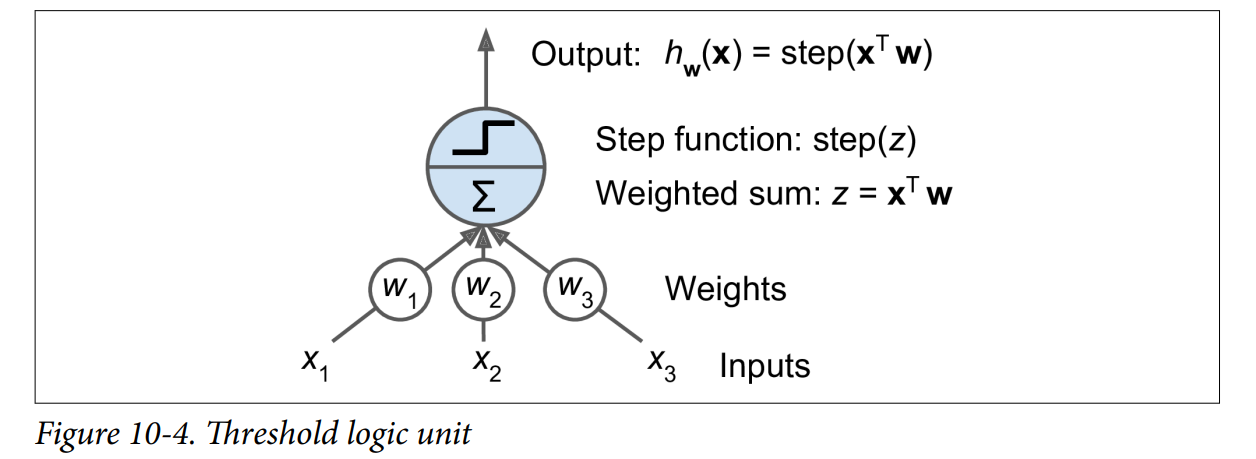 Output: h_w(x) = step(xᵀ w)
Step function: step(z)
Σ
Weighted sum: z = xᵀ w
w₁ w₂ w₃ Weights
x₁ x₂ x₃ Inputs
Figure 10-4. Threshold logic unit